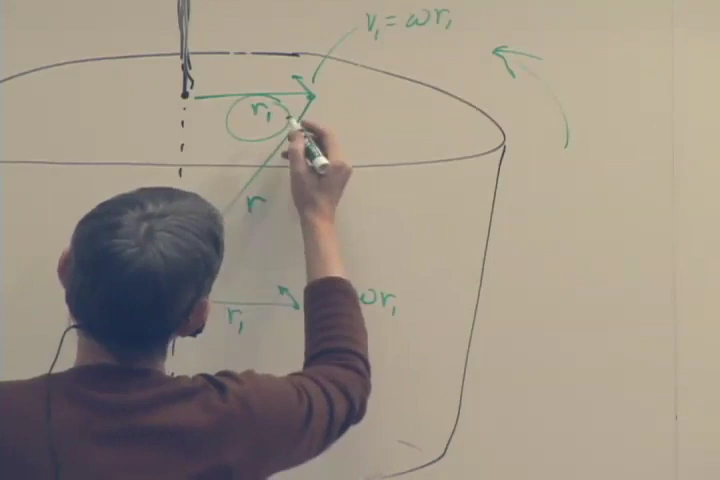 v₁ = ωr₁
r₁
r
r₁
ωr₁